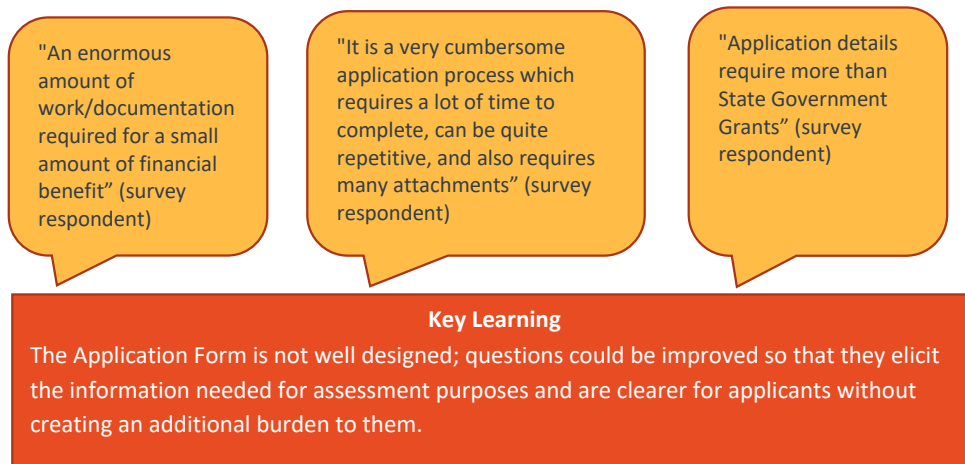 "An enormous
amount of
work/documentation
required for a small
amount of financial
benefit” (survey
respondent)
"It is a very cumbersome
application process which
requires a lot of time to
complete, can be quite
repetitive, and also requires
many attachments” (survey
respondent)
"Application details
require more than
State Government
Grants” (survey
respondent)
Key Learning
The Application Form is not well designed; questions could be improved so that they elicit
the information needed for assessment purposes and are clearer for applicants without
creating an additional burden to them.